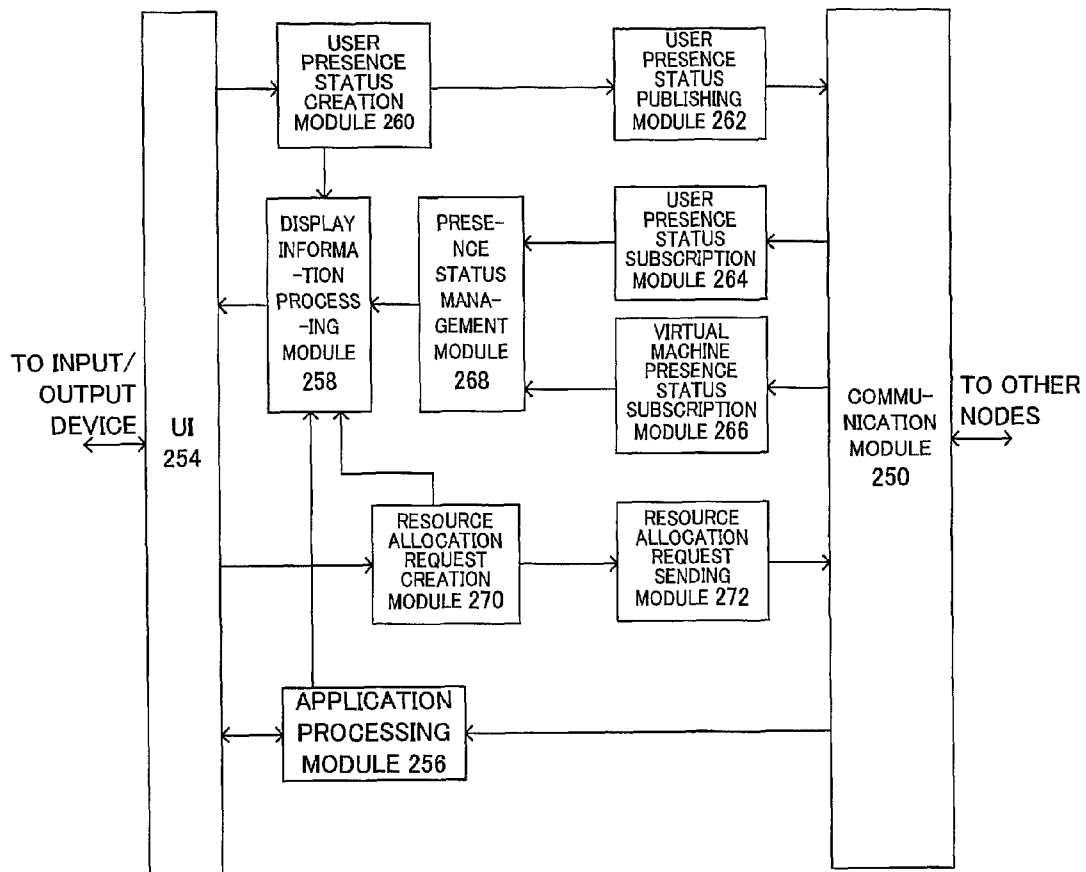 USER
PRESENCE
STATUS
CREATION
MODULE 260
USER
PRESENCE
STATUS
PUBLISHING
MODULE 262
DISPLAY
INFORMA
-TION
PROCESS
-ING
MODULE
258
PRESE-
NCE
STATUS
MANA-
GEMENT
MODULE
268
USER
PRESENCE
STATUS
SUBSCRIPTION
MODULE 264
VIRTUAL
MACHINE
PRESENCE
STATUS
SUBSCRIPTION
MODULE 266
TO INPUT/
OUTPUT
DEVICE
UI
254
COMMU-
NICATION
MODULE
250
TO OTHER
NODES
RESOURCE
ALLOCATION
REQUEST
CREATION
MODULE 270
RESOURCE
ALLOCATION
REQUEST
SENDING
MODULE 272
APPLICATION
PROCESSING
MODULE 256